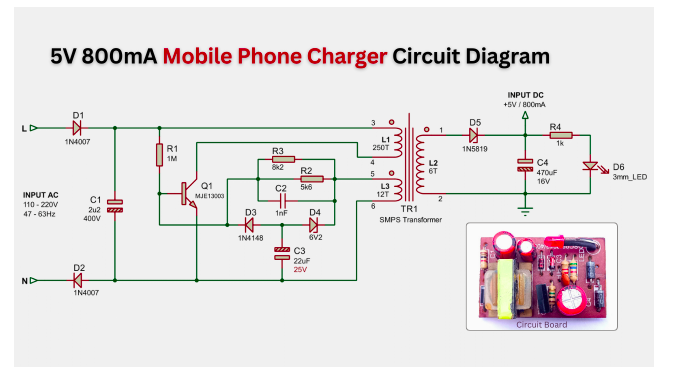 5V 800mA Mobile Phone Charger Circuit Diagram
INPUT DC
+5V / 800mA
D1
1N4007
L
R1
1M
3
L1
250T
4
1
D5
1N5819
R4
1k
R3
8k2
R2
5k6
C2
1nF
5
L3
12T
6
L2
6T
2
C4
470uF
16V
D6
3mm_LED
INPUT AC
110 - 220V
47 - 63Hz
C1
2u2
400V
Q1
MJE13003
D3
1N4148
D4
6V2
TR1
SMPS Transformer
C3
22uF
25V
N
D2
1N4007
Circuit Board